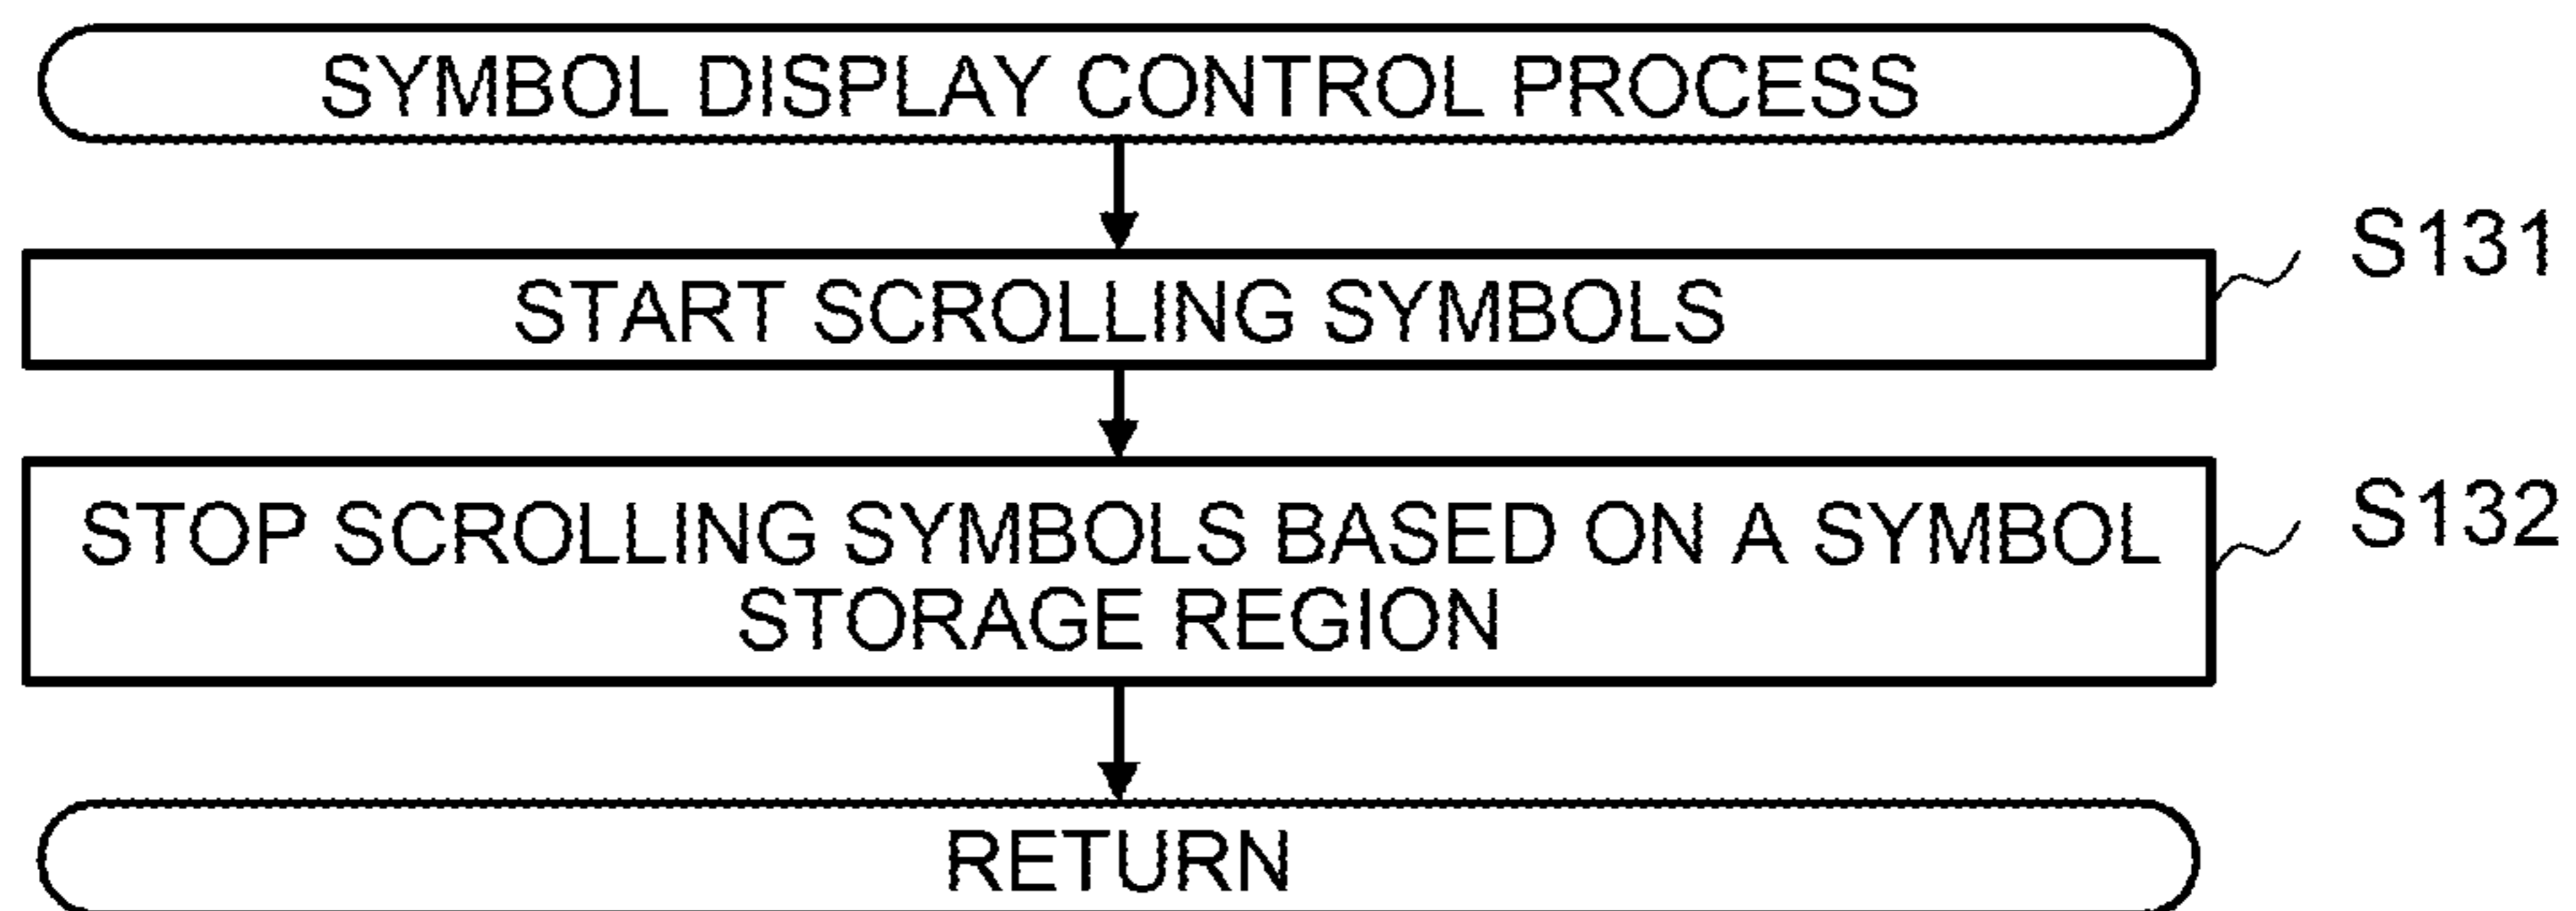 SYMBOL DISPLAY CONTROL PROCESS
START SCROLLING SYMBOLS
S131
STOP SCROLLING SYMBOLS BASED ON A SYMBOL
STORAGE REGION
S132
RETURN